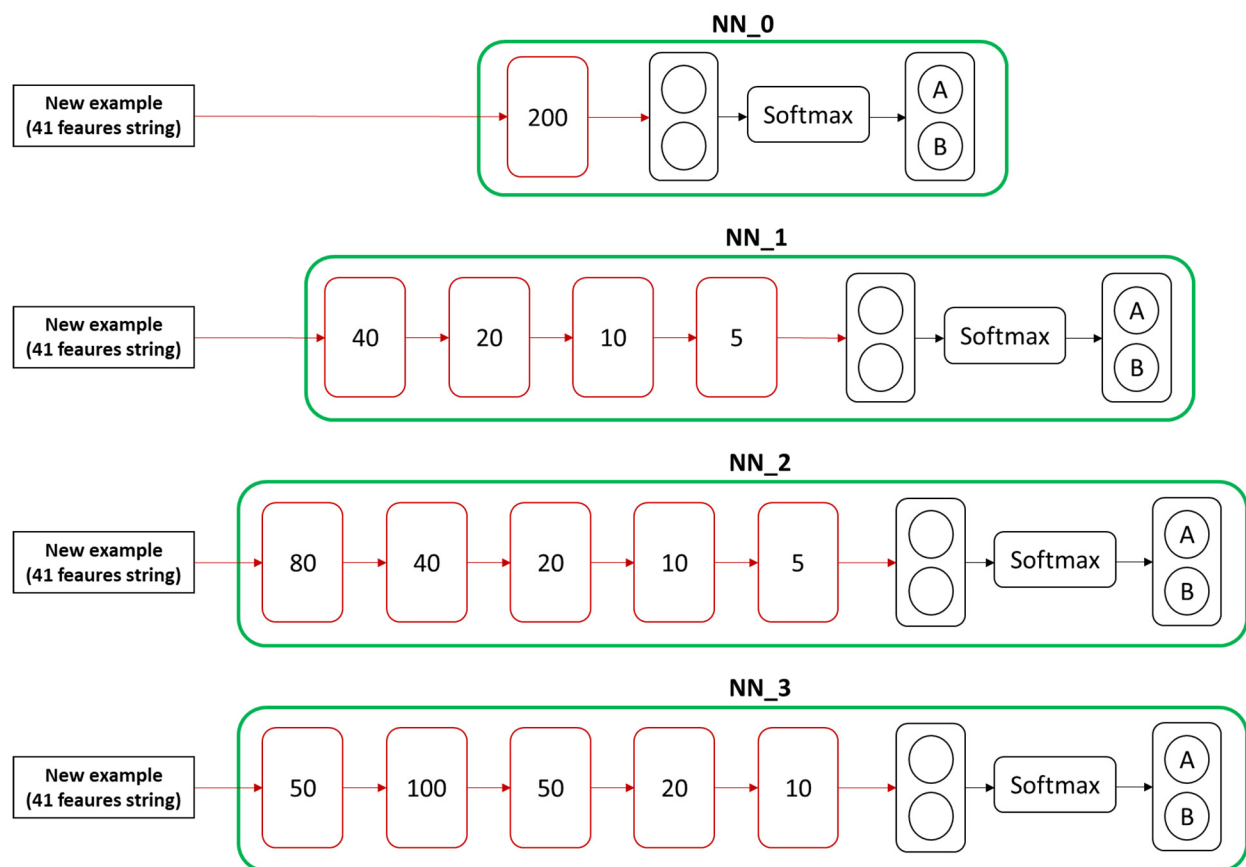 NN_0
New example
(41 feaures string)
200
Softmax
A
B
NN_1
New example
(41 feaures string)
40
20
10
5
Softmax
A
B
NN_2
New example
(41 feaures string)
80
40
20
10
5
Softmax
A
B
NN_3
New example
(41 feaures string)
50
100
50
20
10
Softmax
A
B